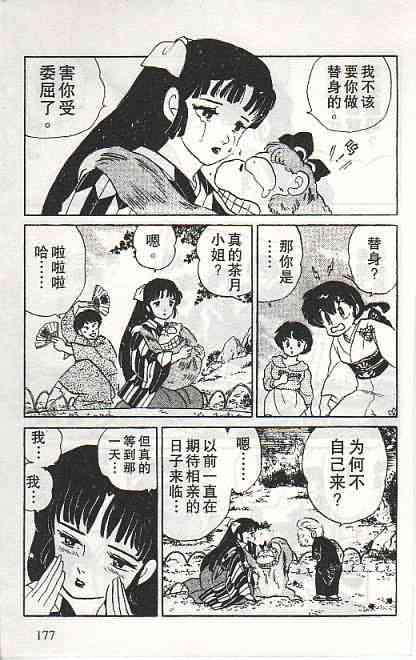 我不该
要你做
替身的。
呜
害你受
委屈了。
替身？
那你是
……
真的茶月
小姐？
嗯。
啦啦啦
哈……
为何不
自己来？
嗯……
以前一直在
期待相亲的
日子来临…
但真的
等到那
一天…
我…
我…
177